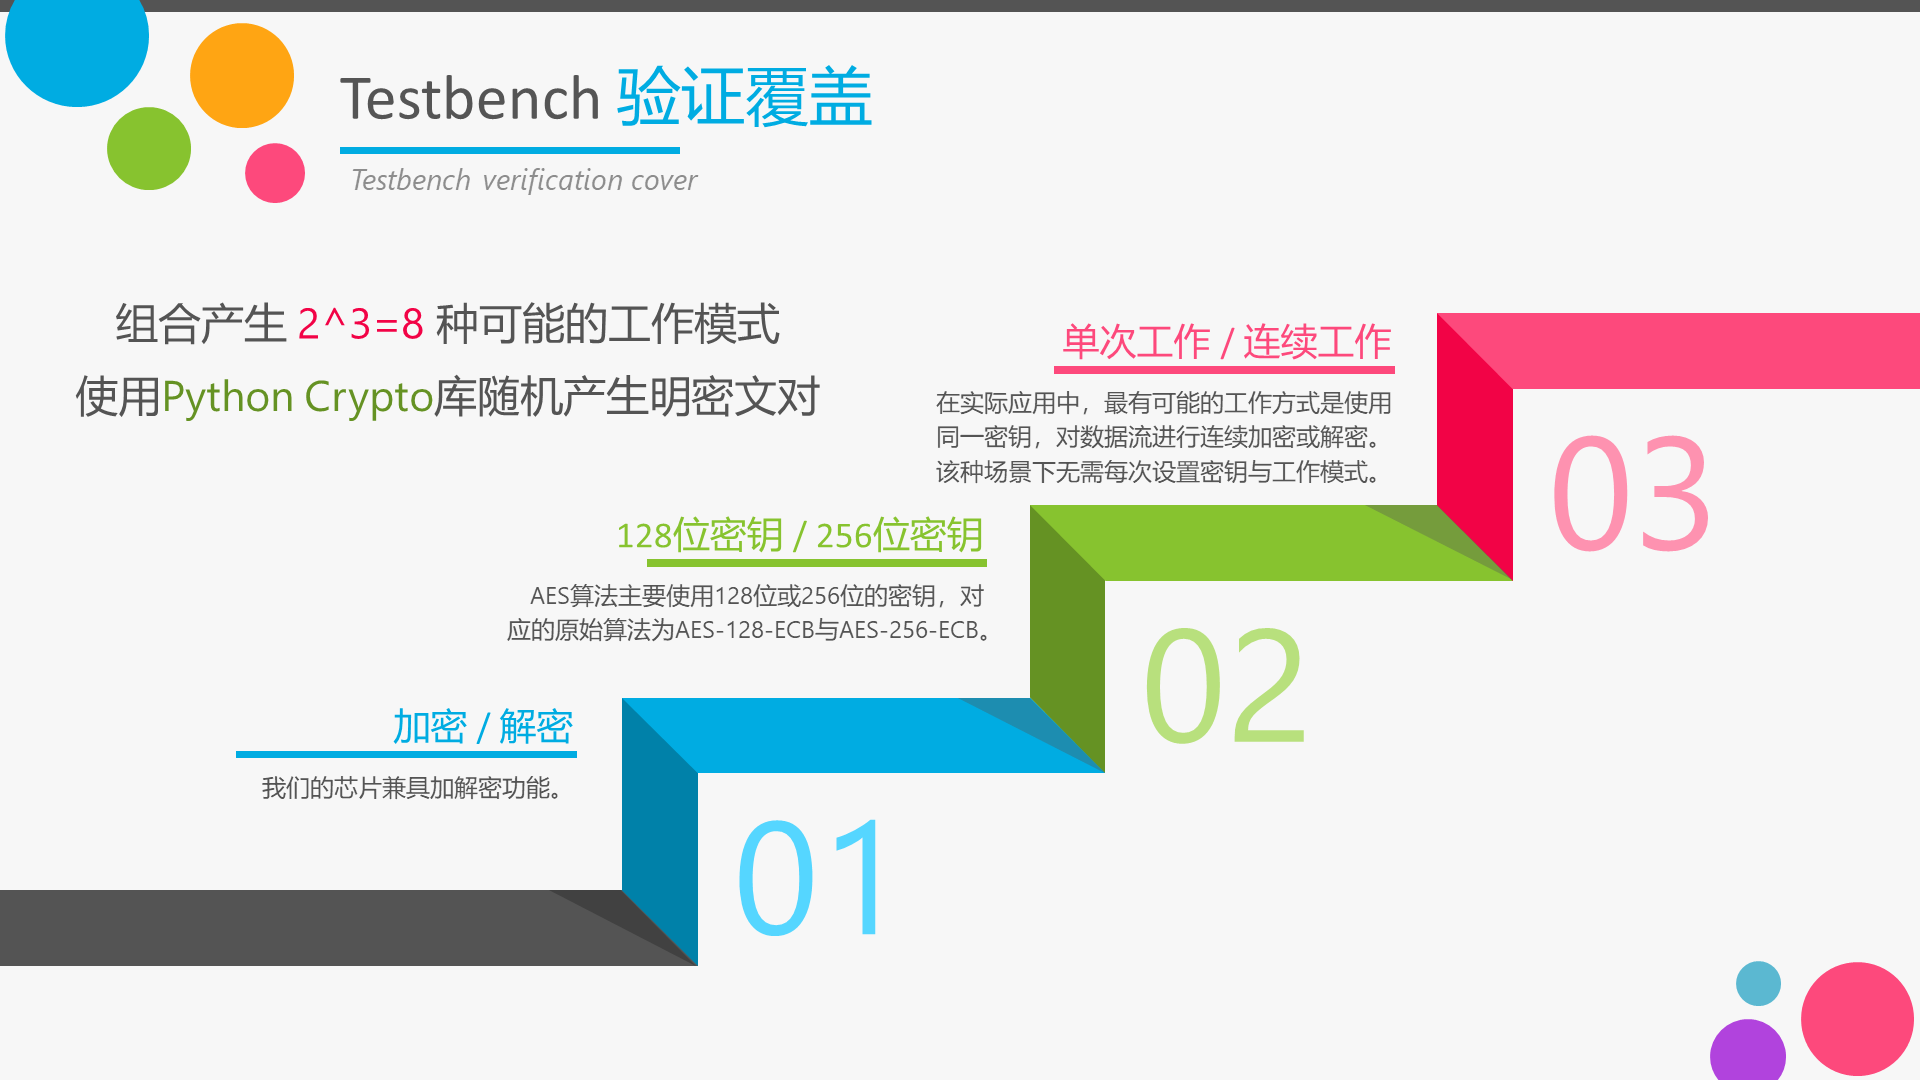 Testbench 验证覆盖
Testbench verification cover
组合产生 2^3=8 种可能的工作模式
使用Python Crypto库随机产生明密文对
单次工作 / 连续工作
在实际应用中，最有可能的工作方式是使用
同一密钥，对数据流进行连续加密或解密。
该种场景下无需每次设置密钥与工作模式。
03
128位密钥 / 256位密钥
AES算法主要使用128位或256位的密钥，对
应的原始算法为AES-128-ECB与AES-256-ECB。
02
加密 / 解密
我们的芯片兼具加解密功能。
01